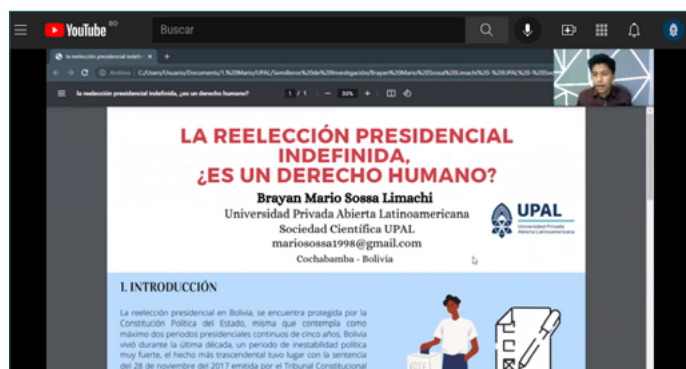 YouTube BO
Buscar
la reelección presidencial indefi
Archivo
la reelección presidencial indefinida, ¿es un derecho humano?
1 / 1
33%
LA REELECCIÓN PRESIDENCIAL
INDEFINIDA,
¿ES UN DERECHO HUMANO?
Brayan Mario Sossa Limachi
Universidad Privada Abierta Latinoamericana
Sociedad Científica UPAL
mariosossa1998@gmail.com
Cochabamba - Bolivia
UPAL
Universidad Privada
Abierta Latinoamericana
I. INTRODUCCIÓN
La reelección presidencial en Bolivia, se encuentra protegida por la
Constitución Política del Estado, misma que contempla como
máximo dos periodos presidenciales continuos de cinco años. Bolivia
vivió durante la última década, un periodo de inestabilidad política
muy fuerte, el hecho más trascendental tuvo lugar con la sentencia
del 28 de noviembre del 2017 emitida por el Tribunal Constitucional
VOTE